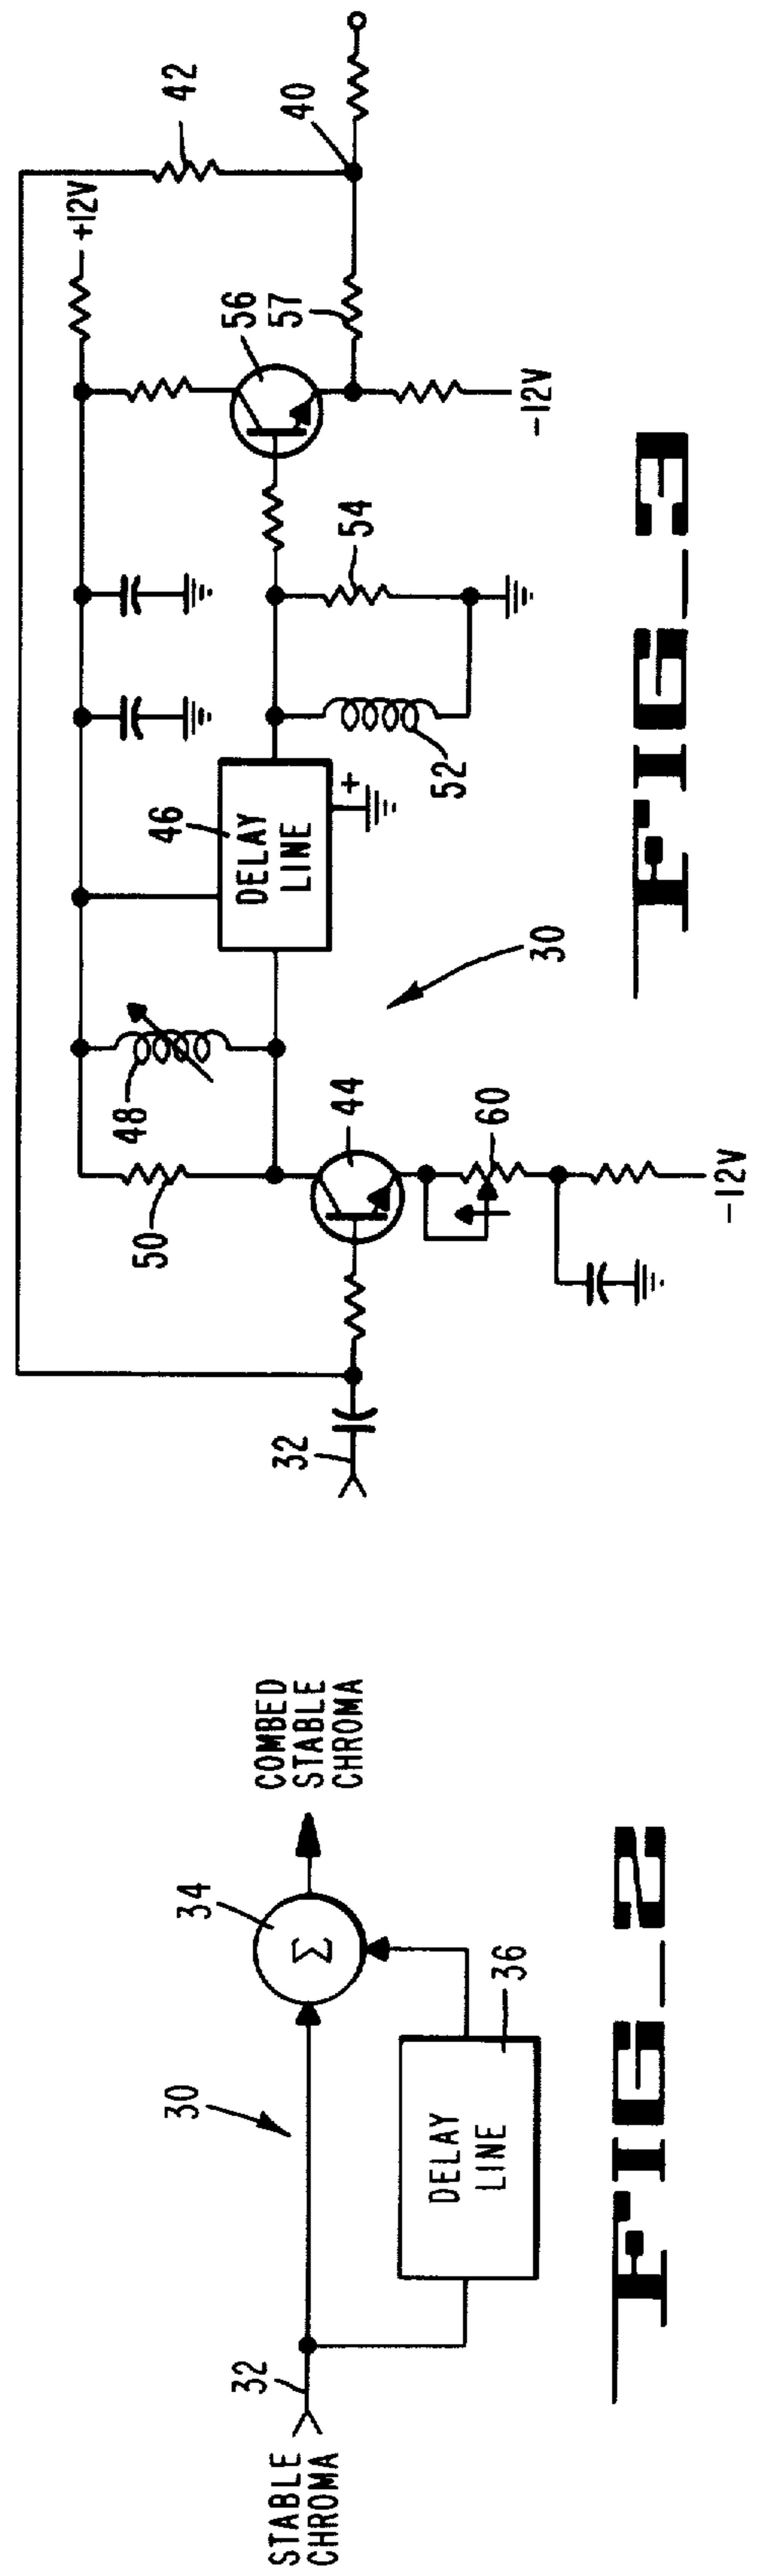 42
40
+12V
56
57
-12V
54
52
46
DELAY
LINE
+
30
48
44
50
60
-12V
32
FIG_3
COMBED
STABLE
CHROMA
34
Σ
36
30
DELAY
LINE
32
STABLE
CHROMA
FIG_2